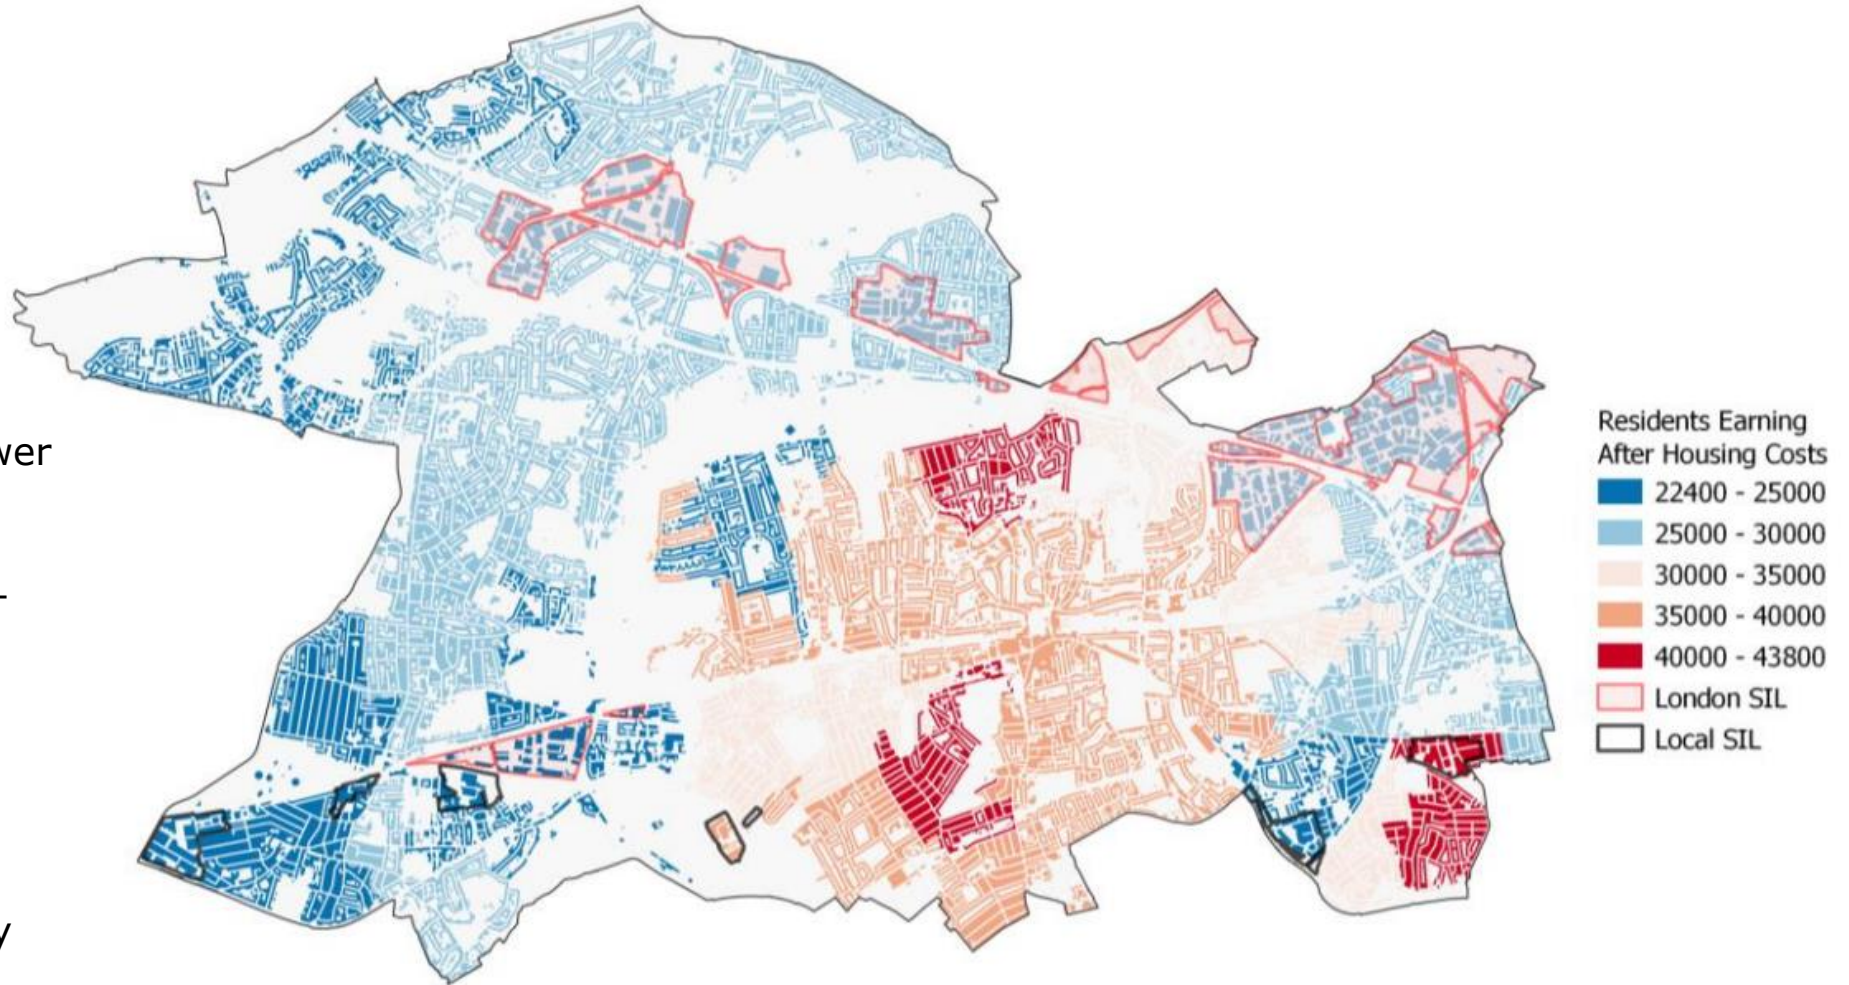 wer
-
y
Residents Earning
After Housing Costs
22400 - 25000
25000 - 30000
30000 - 35000
35000 - 40000
40000 - 43800
London SIL
Local SIL